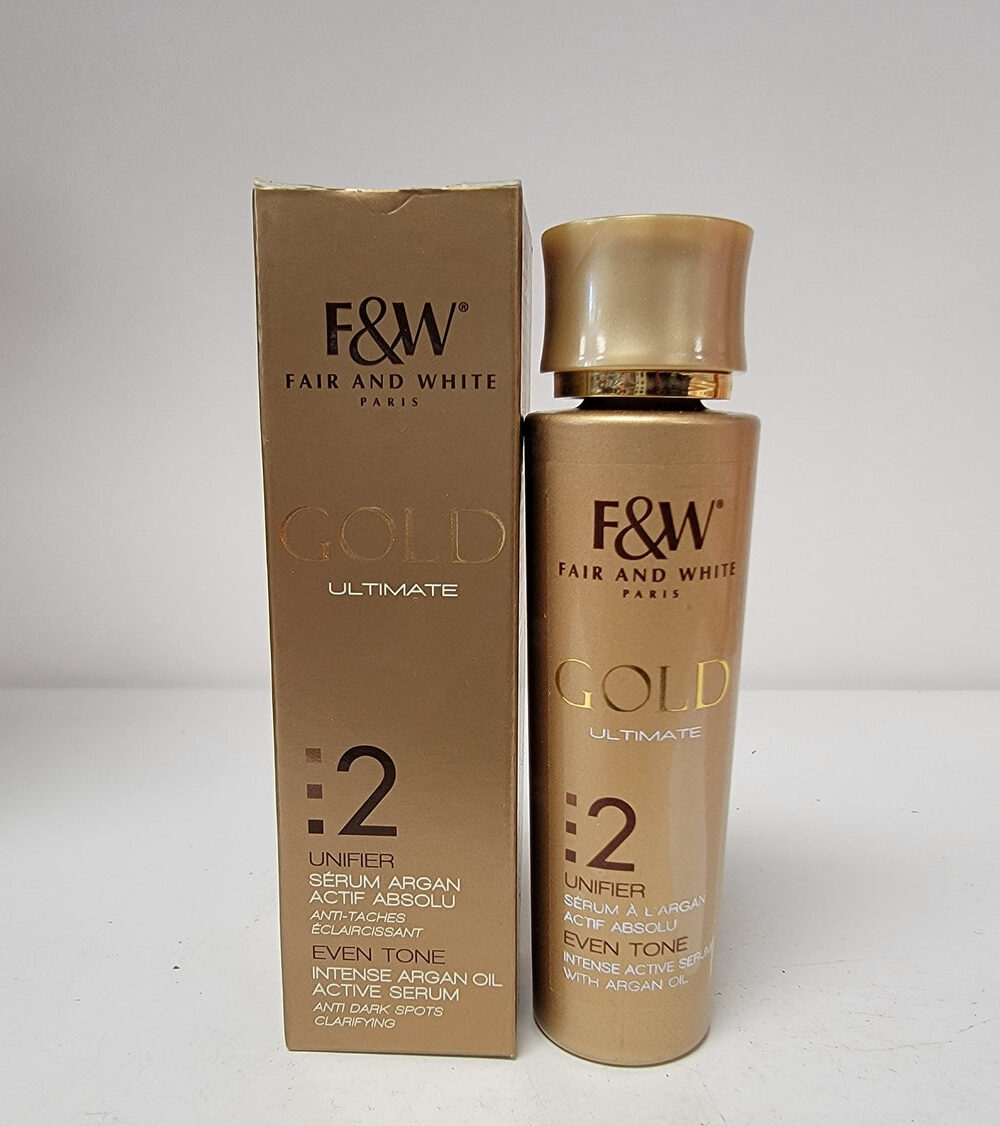 F&W®
FAIR AND WHITE
PARIS
GOLD
ULTIMATE
2
UNIFIER
SÉRUM ARGAN
ACTIF ABSOLU
ANTI-TACHES
ÉCLAIRCISSANT
EVEN TONE
INTENSE ARGAN OIL
ACTIVE SERUM
ANTI DARK SPOTS
CLARIFYING
F&W®
FAIR AND WHITE
PARIS
GOLD
ULTIMATE
2
UNIFIER
SÉRUM À L'ARGAN
ACTIF ABSOLU
EVEN TONE
INTENSE ACTIVE SERUM
WITH ARGAN OIL